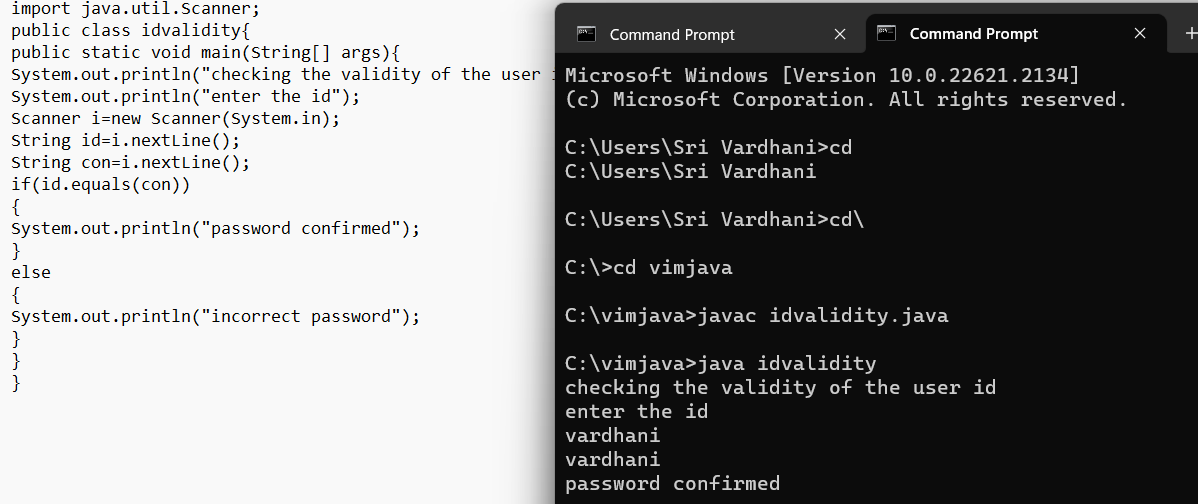 import java.util.Scanner;
public class idvalidity{
public static void main(String[] args){
System.out.println("checking the validity of the user
System.out.println("enter the id");
Scanner i=new Scanner(System.in);
String id=i.nextLine();
String con=i.nextLine();
if(id.equals(con))
{
System.out.println("password confirmed");
}
else
{
System.out.println("incorrect password");
}
}
}
Command Prompt
Command Prompt
Microsoft Windows [Version 10.0.22621.2134]
(c) Microsoft Corporation. All rights reserved.
C:\Users\Sri Vardhani>cd
C:\Users\Sri Vardhani
C:\Users\Sri Vardhani>cd\
C:\>cd vimjava
C:\vimjava>javac idvalidity.java
C:\vimjava>java idvalidity
checking the validity of the user id
enter the id
vardhani
vardhani
password confirmed